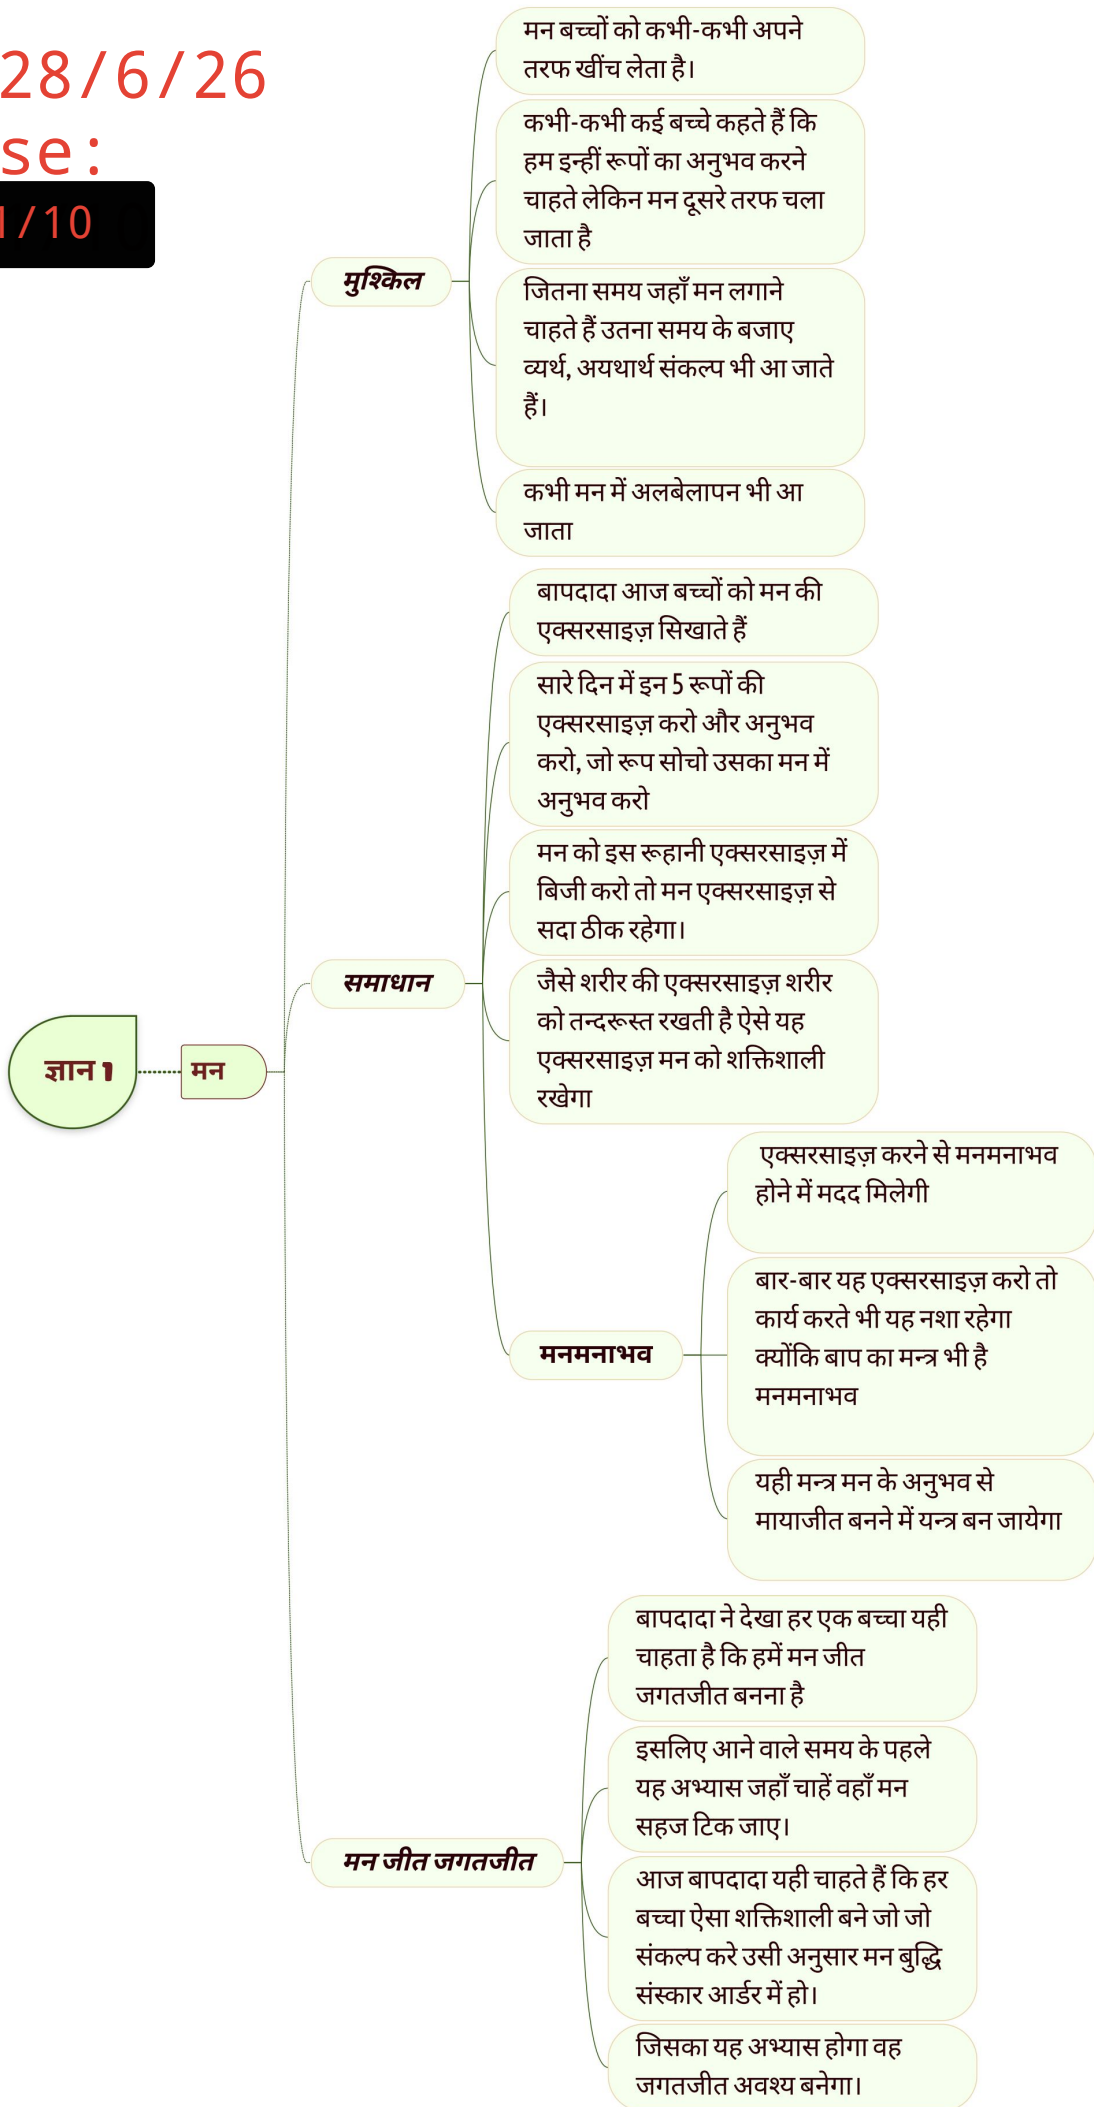 28/6/26
se:
1/10
मन बच्चों को कभी-कभी अपने
तरफ खींच लेता है।
कभी-कभी कई बच्चे कहते हैं कि
हम इन्हीं रूपों का अनुभव करने
चाहते लेकिन मन दूसरे तरफ चला
जाता है
मुश्किल
जितना समय जहाँ मन लगाने
चाहते हैं उतना समय के बजाए
व्यर्थ, अयथार्थ संकल्प भी आ जाते
हैं।
कभी मन में अलबेलापन भी आ
जाता
बापदादा आज बच्चों को मन की
एक्सरसाइज़ सिखाते हैं
सारे दिन में इन 5 रूपों की
एक्सरसाइज़ करो और अनुभव
करो, जो रूप सोचो उसका मन में
अनुभव करो
मन को इस रूहानी एक्सरसाइज़ में
बिजी करो तो मन एक्सरसाइज़ से
सदा ठीक रहेगा।
समाधान
जैसे शरीर की एक्सरसाइज़ शरीर
को तन्दरूस्त रखती है ऐसे यह
एक्सरसाइज़ मन को शक्तिशाली
रखेगा
ज्ञान १
मन
एक्सरसाइज़ करने से मनमनाभव
होने में मदद मिलेगी
बार-बार यह एक्सरसाइज़ करो तो
कार्य करते भी यह नशा रहेगा
क्योंकि बाप का मन्त्र भी है
मनमनाभव
मनमनाभव
यही मन्त्र मन के अनुभव से
मायाजीत बनने में यन्त्र बन जायेगा
बापदादा ने देखा हर एक बच्चा यही
चाहता है कि हमें मन जीत
जगतजीत बनना है
इसलिए आने वाले समय के पहले
यह अभ्यास जहाँ चाहें वहाँ मन
सहज टिक जाए।
मन जीत जगतजीत
आज बापदादा यही चाहते हैं कि हर
बच्चा ऐसा शक्तिशाली बने जो जो
संकल्प करे उसी अनुसार मन बुद्धि
संस्कार आर्डर में हो।
जिसका यह अभ्यास होगा वह
जगतजीत अवश्य बनेगा।